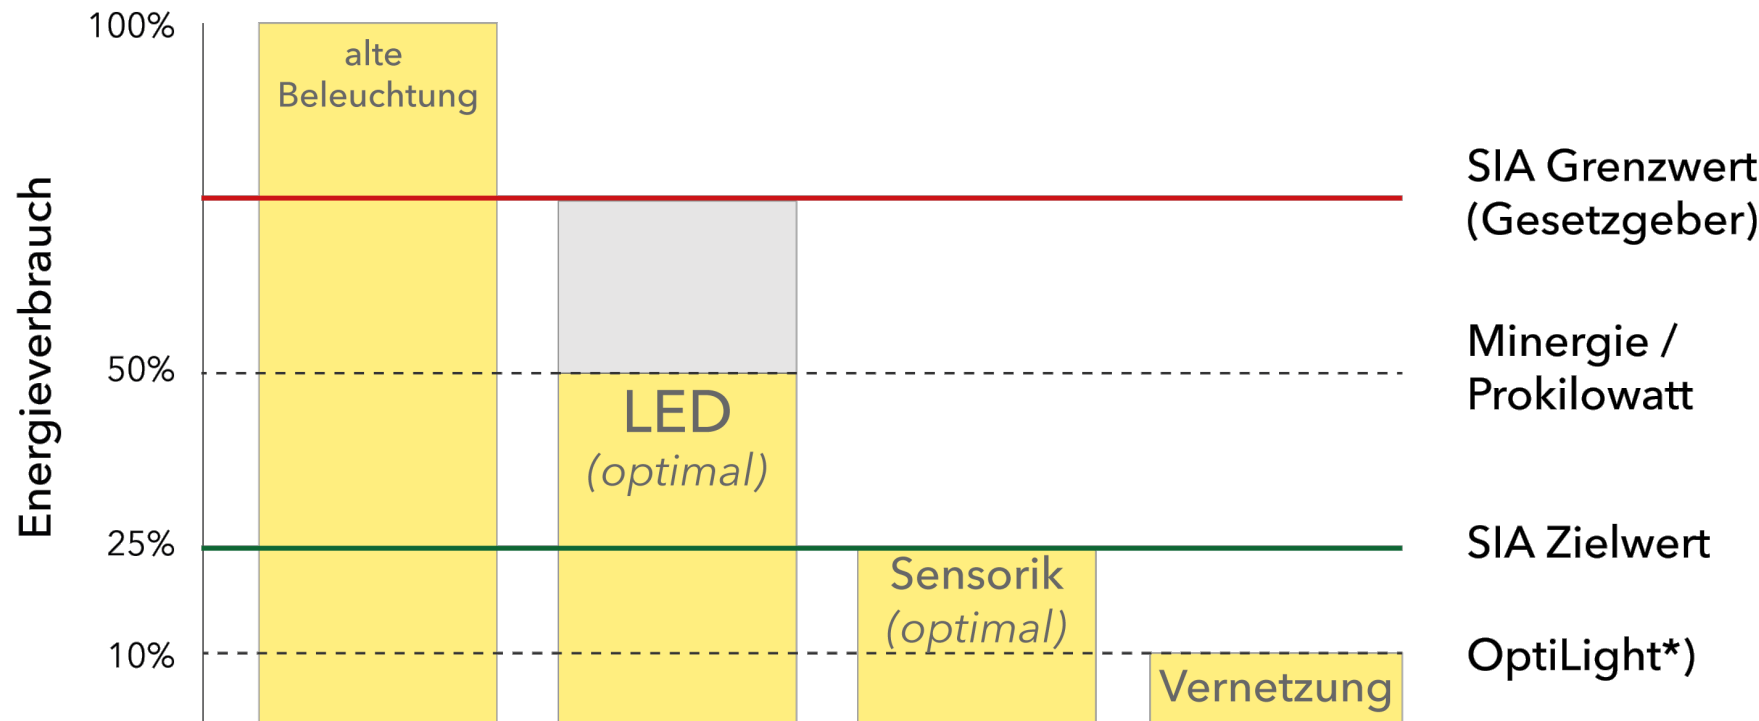 100%
alte
Beleuchtung
SIA Grenzwert
(Gesetzgeber)
Energieverbrauch
Minergie /
Prokilowatt
50%
LED
(optimal)
25%
SIA Zielwert
Sensorik
(optimal)
10%
OptiLight*)
Vernetzung